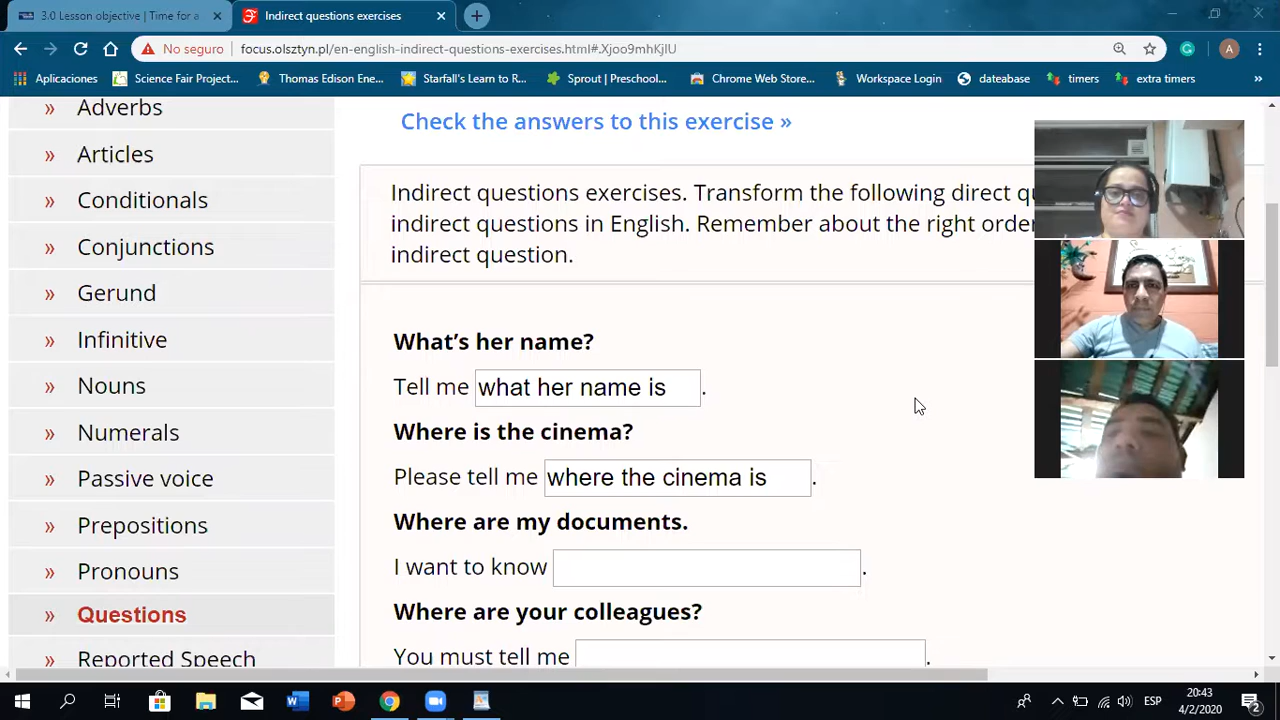 3.0 Lesson objective | Time for a
Indirect questions exercises
No seguro
focus.olsztyn.pl/en-english-indirect-questions-exercises.html#.Xjoo9mhKjIU
A
Aplicaciones
Science Fair Project...
Thomas Edison Ene...
Starfall's Learn to R...
Sprout | Preschool...
Chrome Web Store...
Workspace Login
dateabase
timers
extra timers
»
» Adverbs
» Articles
» Conditionals
» Conjunctions
» Gerund
» Infinitive
» Nouns
» Numerals
» Passive voice
» Prepositions
» Pronouns
» Questions
» Reported Speech
Check the answers to this exercise »
Indirect questions exercises. Transform the following direct qu
indirect questions in English. Remember about the right order
indirect question.
What's her name?
Tell me what her name is .
Where is the cinema?
Please tell me where the cinema is .
Where are my documents.
I want to know .
Where are your colleagues?
You must tell me .
ESP
20:43
4/2/2020
2